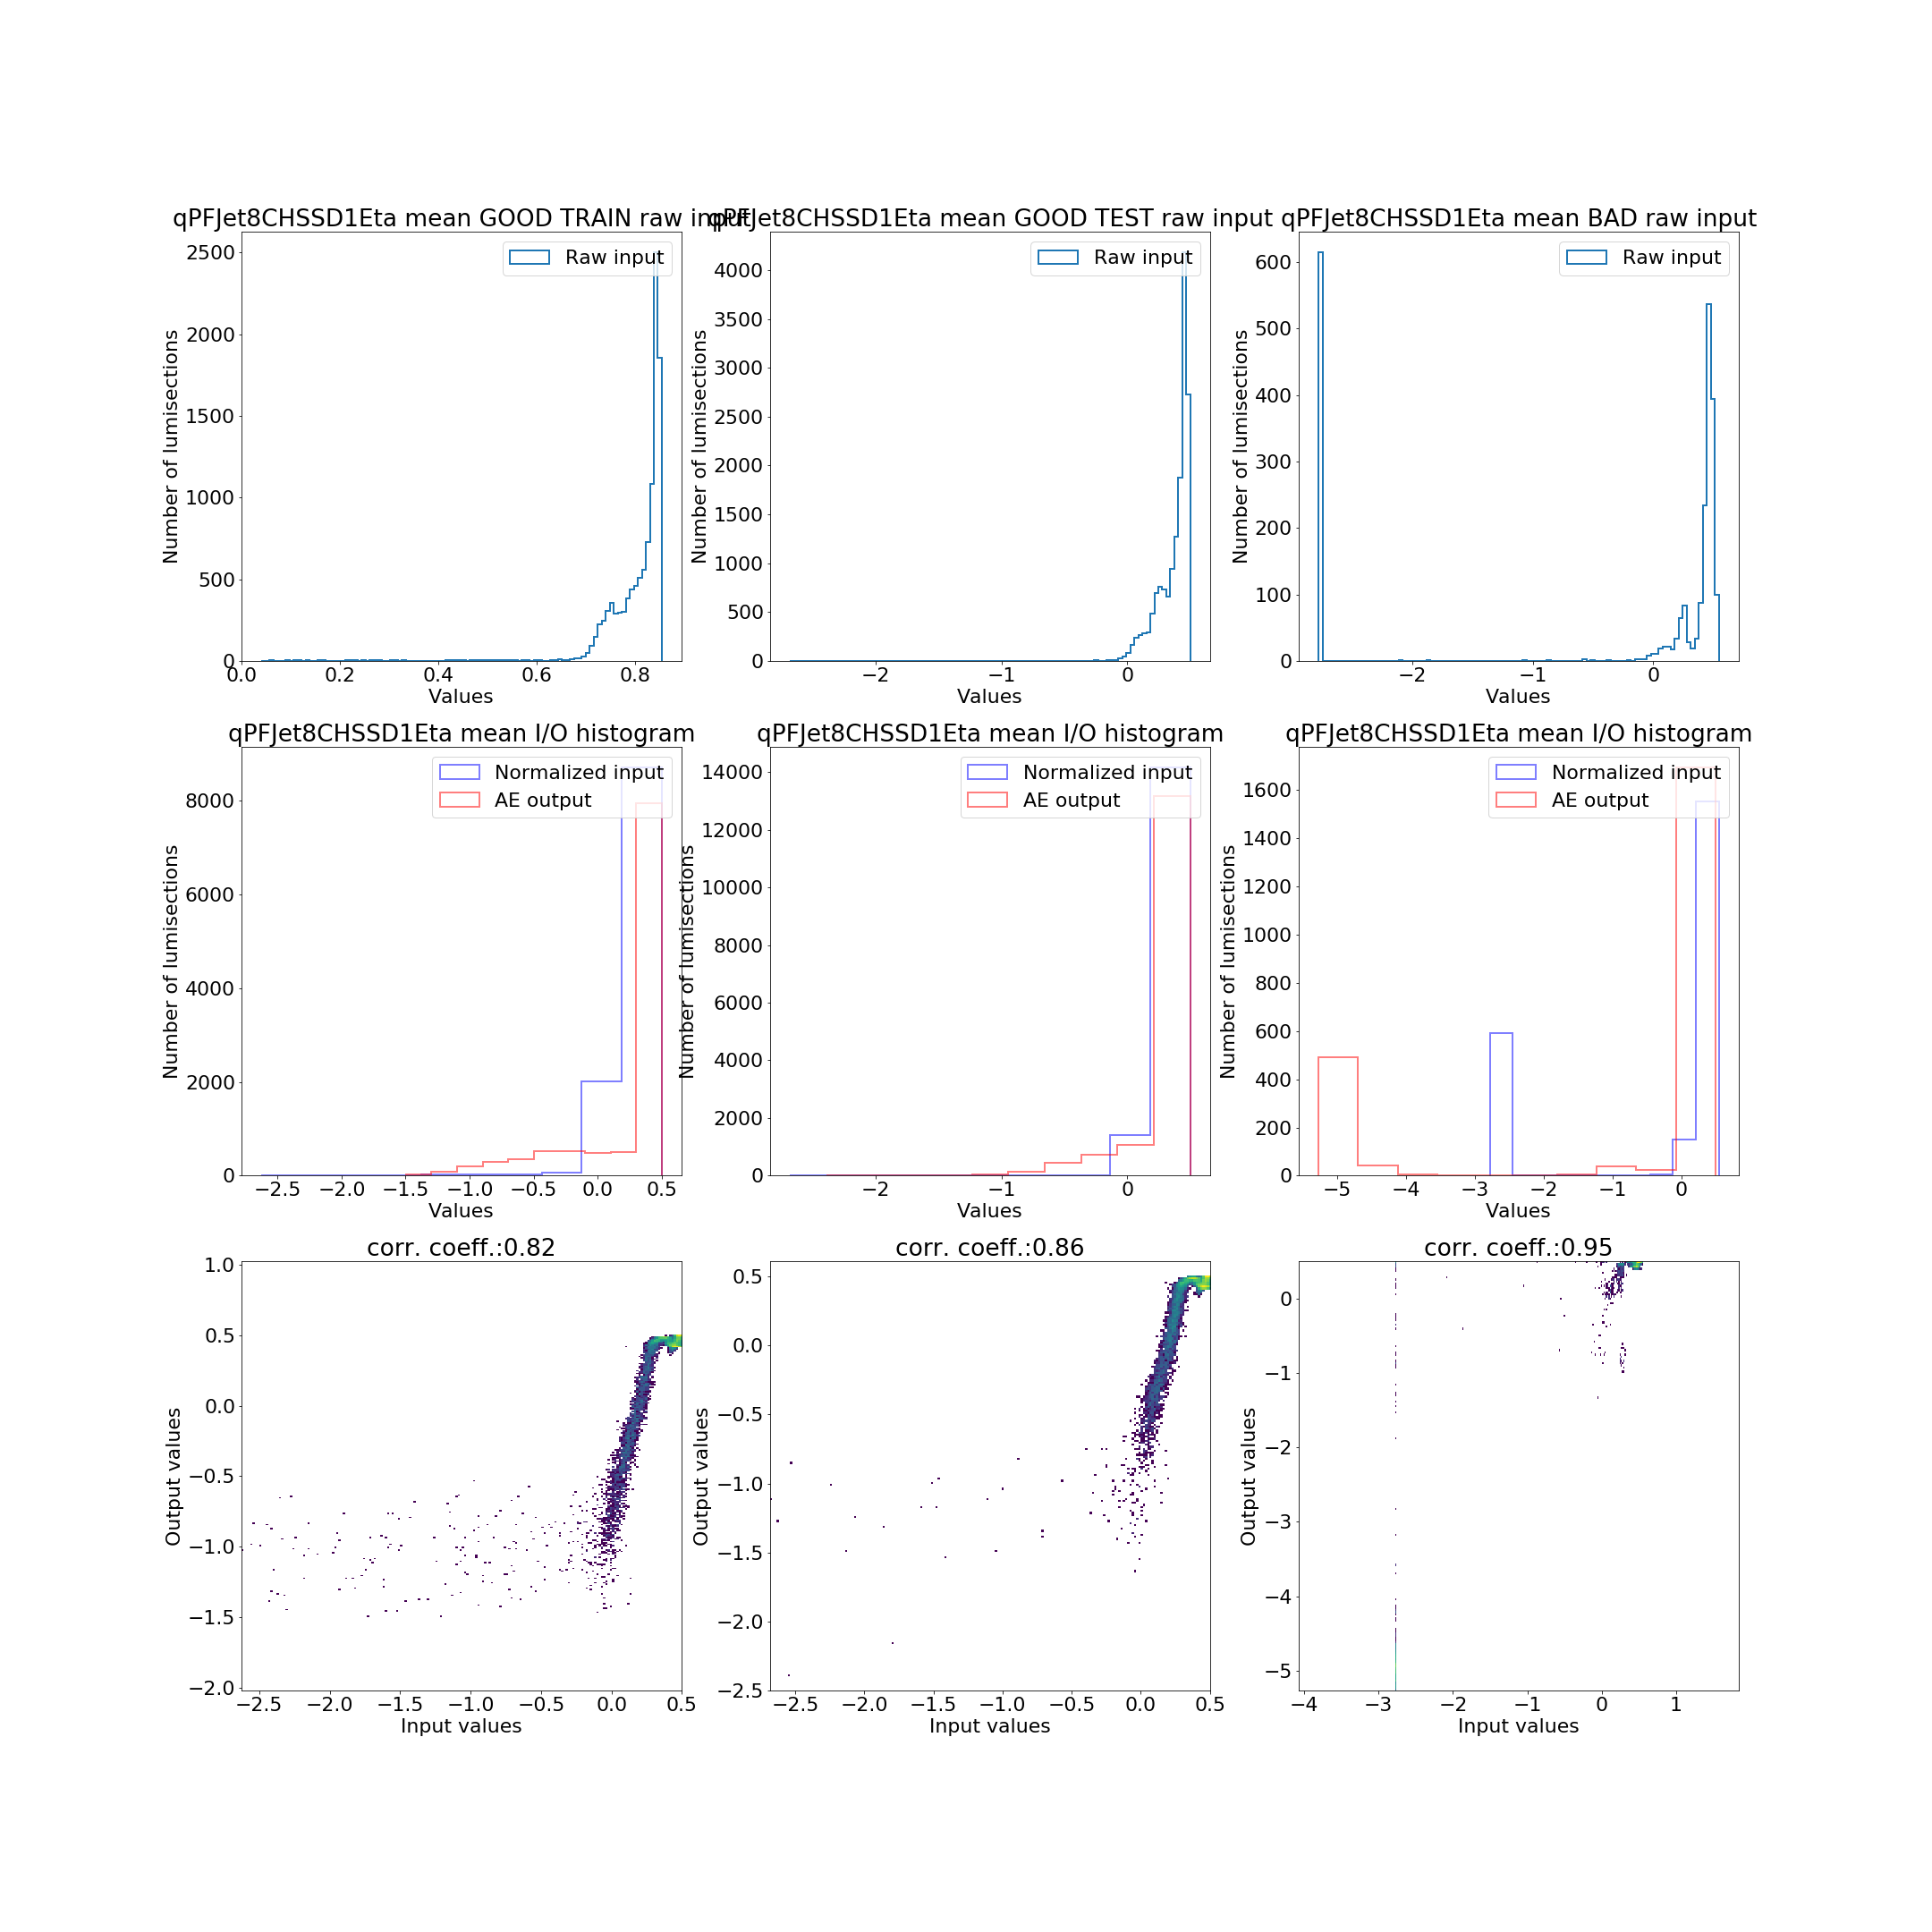 qPFJet8CHSSD1Eta mean GOOD TRAIN raw input
qPFJet8CHSSD1Eta mean GOOD TEST raw input
qPFJet8CHSSD1Eta mean BAD raw input
Raw input
Raw input
Raw input
Number of lumisections
2500
2000
1500
1000
500
0
0.0 0.2 0.4 0.6 0.8
Values
Number of lumisections
4000
3500
3000
2500
2000
1500
1000
500
0
−2 −1 0
Values
Number of lumisections
600
500
400
300
200
100
0
−2 −1 0
Values
qPFJet8CHSSD1Eta mean I/O histogram
qPFJet8CHSSD1Eta mean I/O histogram
qPFJet8CHSSD1Eta mean I/O histogram
Normalized input
AE output
Normalized input
AE output
Normalized input
AE output
Number of lumisections
8000
6000
4000
2000
0
−2.5 −2.0 −1.5 −1.0 −0.5 0.0 0.5
Values
Number of lumisections
14000
12000
10000
8000
6000
4000
2000
0
−2 −1 0
Values
Number of lumisections
1600
1400
1200
1000
800
600
400
200
0
−5 −4 −3 −2 −1 0
Values
corr. coeff.:0.82
corr. coeff.:0.86
corr. coeff.:0.95
Output values
1.0
0.5
0.0
−0.5
−1.0
−1.5
−2.0
−2.5 −2.0 −1.5 −1.0 −0.5 0.0 0.5
Input values
Output values
0.5
0.0
−0.5
−1.0
−1.5
−2.0
−2.5
−2.5 −2.0 −1.5 −1.0 −0.5 0.0 0.5
Input values
Output values
0
−1
−2
−3
−4
−5
−4 −3 −2 −1 0 1
Input values